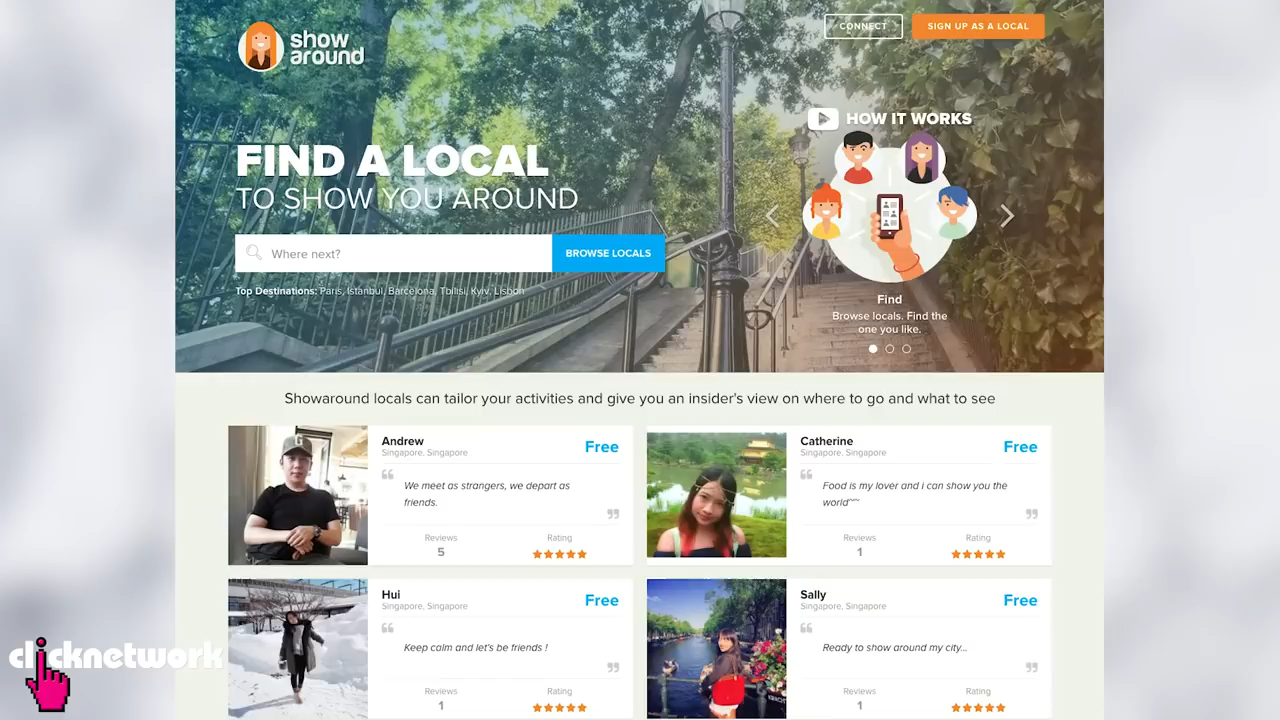 show
around
CONNECT
SIGN UP AS A LOCAL
HOW IT WORKS
FIND A LOCAL
TO SHOW YOU AROUND
Where next?
BROWSE LOCALS
Top Destinations: Paris, Istanbul, Barcelona, Tbilisi, Kyiv, Lisbon
Find
Browse locals. Find the
one you like.
Showaround locals can tailor your activities and give you an insider's view on where to go and what to see
Andrew
Free
Singapore, Singapore
“
We meet as strangers, we depart as
friends.
”
Reviews
Rating
5
Catherine
Free
Singapore, Singapore
“
Food is my lover and i can show you the
world~~
”
Reviews
Rating
1
Hui
Free
Singapore, Singapore
“
Keep calm and let's be friends !
”
Reviews
Rating
1
Sally
Free
Singapore, Singapore
“
Ready to show around my city...
”
Reviews
Rating
1
clicknetwork